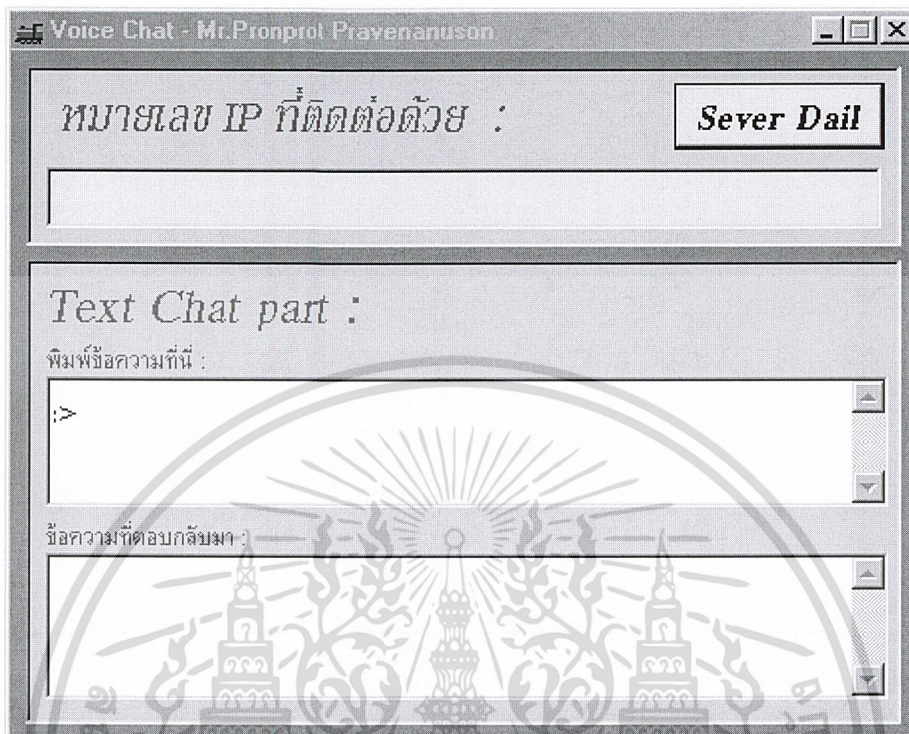 Voice Chat - Mr.Pronprot Pravenanuson
หมายเลข IP ที่ติดต่อด้วย :
Sever Dail
Text Chat part :
พิมพ์ข้อความที่นี่ :
:>
ข้อความที่ตอบกลับมา :